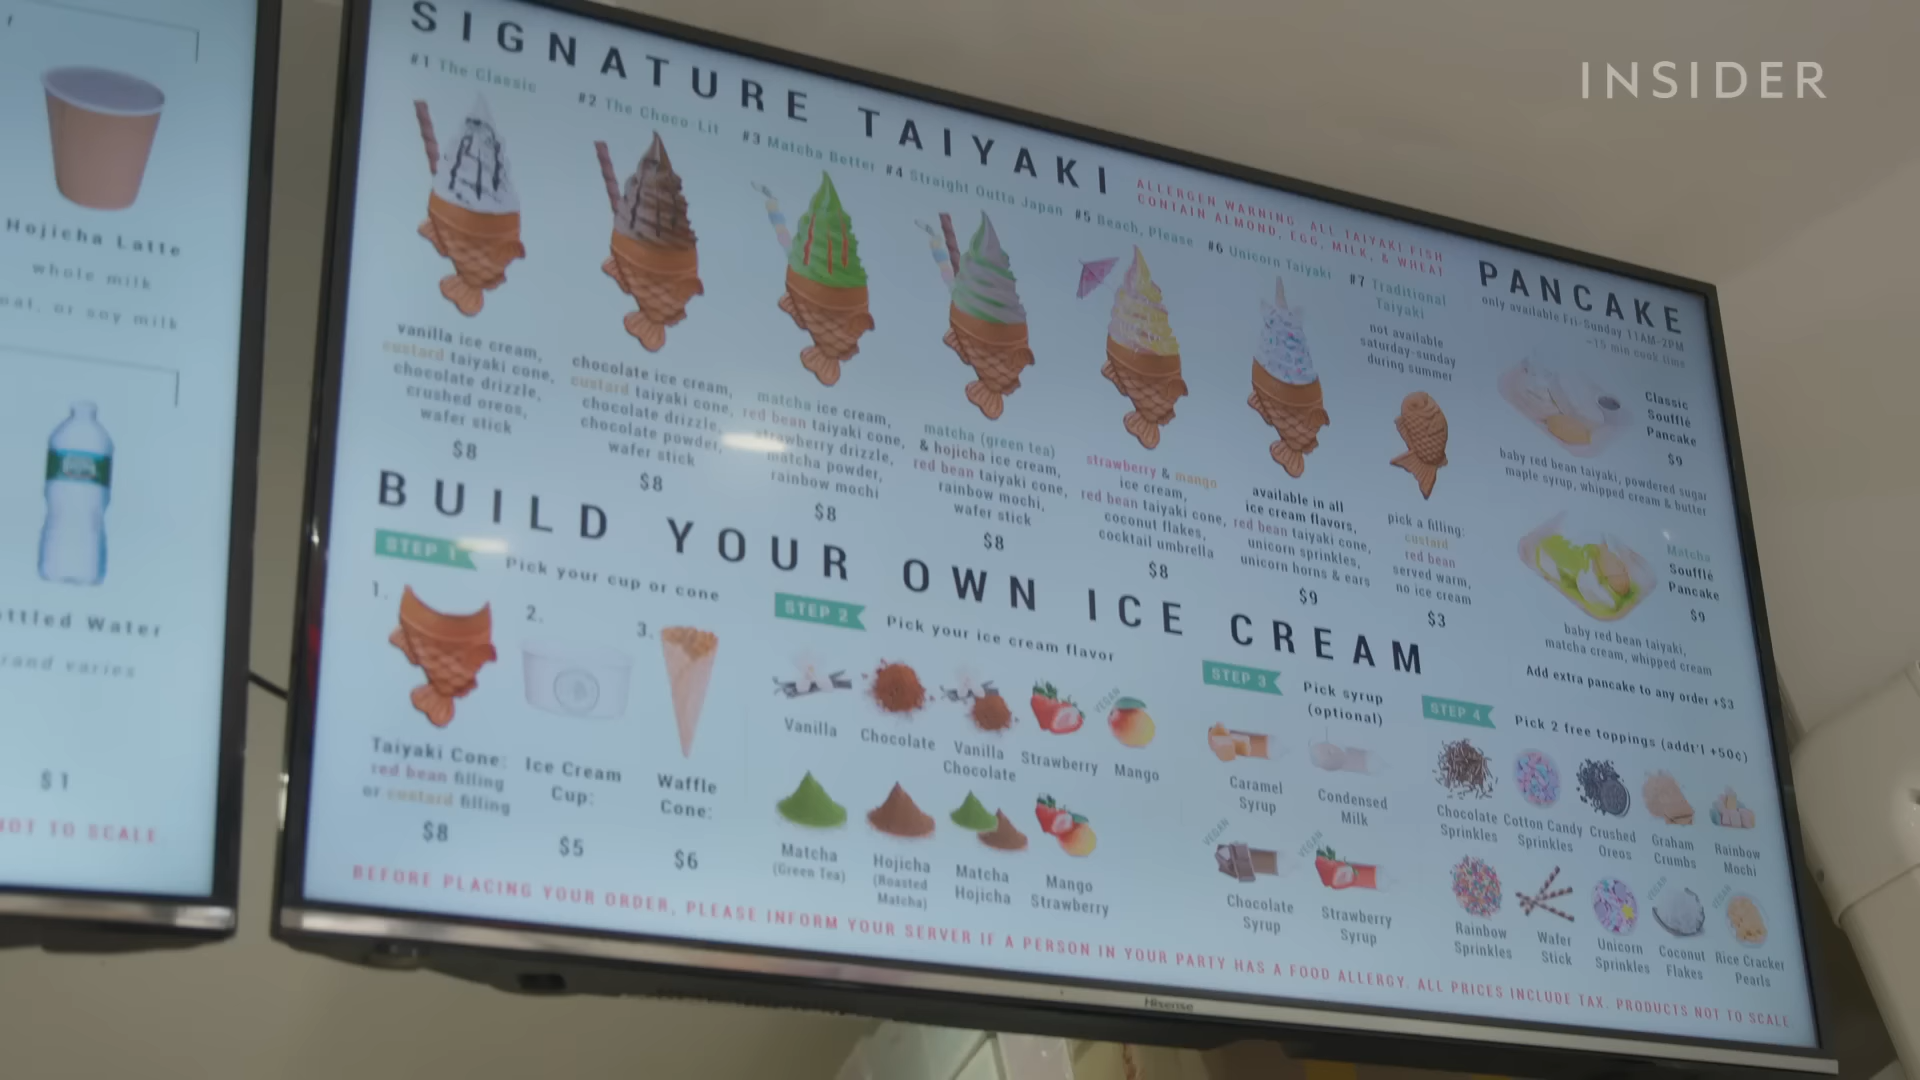 INSIDER
Hojicha Latte
whole milk
oat, or soy milk
Bottled Water
brand varies
$1
NOT TO SCALE
SIGNATURE TAIYAKI
ALLERGEN WARNING: ALL TAIYAKI FISH
CONTAIN ALMOND, EGG, MILK, & WHEAT
#1 The Classic
vanilla ice cream,
custard taiyaki cone,
chocolate drizzle,
crushed oreos,
wafer stick
$8
#2 The Choco-Lit
chocolate ice cream,
custard taiyaki cone,
chocolate drizzle,
chocolate powder,
wafer stick
$8
#3 Matcha Better
matcha ice cream,
red bean taiyaki cone,
strawberry drizzle,
matcha powder,
rainbow mochi
$8
#4 Straight Outta Japan
matcha (green tea)
& hojicha ice cream,
red bean taiyaki cone,
rainbow mochi,
wafer stick
$8
#5 Beach, Please
strawberry & mango
ice cream,
red bean taiyaki cone,
coconut flakes,
cocktail umbrella
$8
#6 Unicorn Taiyaki
available in all
ice cream flavors,
red bean taiyaki cone,
unicorn sprinkles,
unicorn horns & ears
$9
#7 Traditional
Taiyaki
not available
saturday-sunday
during summer
pick a filling:
custard
red bean
served warm,
no ice cream
$3
PANCAKE
only available Fri-Sunday 11AM-2PM
~15 min cook time
Classic
Soufflé
Pancake
$9
baby red bean taiyaki, powdered sugar
maple syrup, whipped cream & butter
Matcha
Soufflé
Pancake
$9
baby red bean taiyaki,
matcha cream, whipped cream
Add extra pancake to any order +$3
BUILD YOUR OWN ICE CREAM
STEP 1
Pick your cup or cone
1.
Taiyaki Cone:
red bean filling
or custard filling
$8
2.
Ice Cream
Cup:
$5
3.
Waffle
Cone:
$6
STEP 2
Pick your ice cream flavor
Vanilla
Chocolate
Vanilla
Chocolate
Strawberry
VEGAN
Mango
Matcha
(Green Tea)
Hojicha
(Roasted
Matcha)
Matcha
Hojicha
Mango
Strawberry
STEP 3
Pick syrup
(optional)
Caramel
Syrup
Condensed
Milk
VEGAN
Chocolate
Syrup
VEGAN
Strawberry
Syrup
STEP 4
Pick 2 free toppings (addt'l +50¢)
Chocolate
Sprinkles
Cotton Candy
Sprinkles
Crushed
Oreos
Graham
Crumbs
Rainbow
Mochi
Rainbow
Sprinkles
Wafer
Stick
Unicorn
Sprinkles
VEGAN
Coconut
Flakes
VEGAN
Rice Cracker
Pearls
BEFORE PLACING YOUR ORDER, PLEASE INFORM YOUR SERVER IF A PERSON IN YOUR PARTY HAS A FOOD ALLERGY. ALL PRICES INCLUDE TAX. PRODUCTS NOT TO SCALE.
Hisense